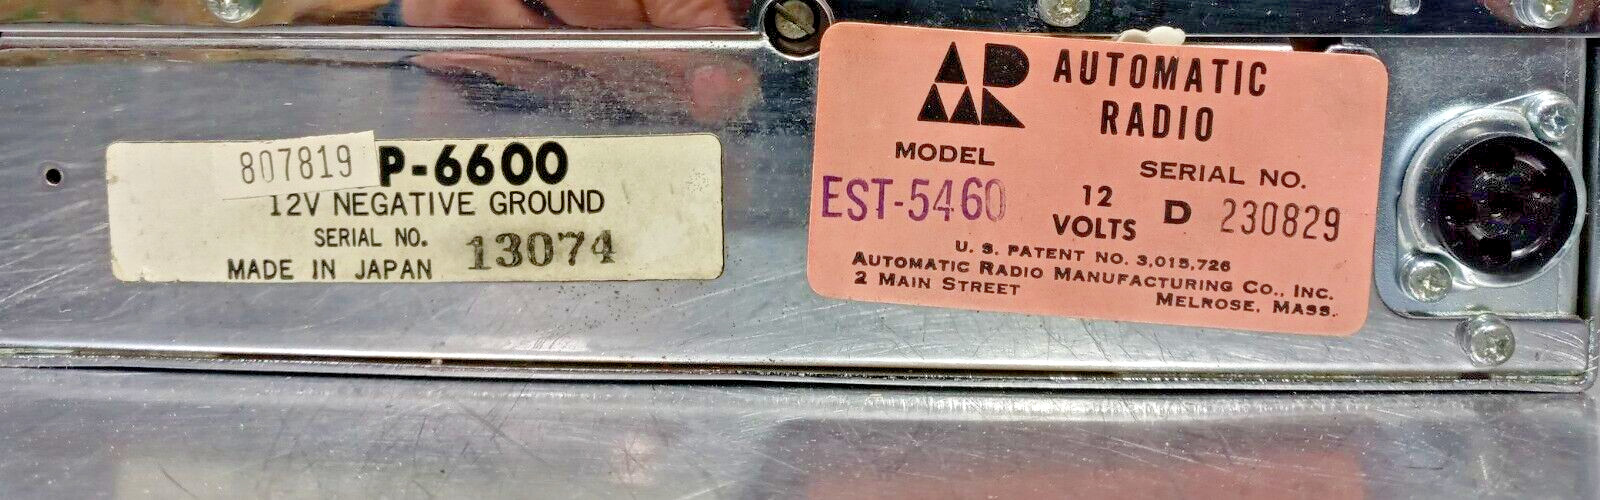 807819
P-6600
12V NEGATIVE GROUND
SERIAL NO. 13074
MADE IN JAPAN
AUTOMATIC
RADIO
MODEL
EST-5460
12
VOLTS
SERIAL NO.
D 230829
U. S. PATENT NO. 3,015,726
AUTOMATIC RADIO MANUFACTURING CO., INC.
2 MAIN STREET
MELROSE, MASS.